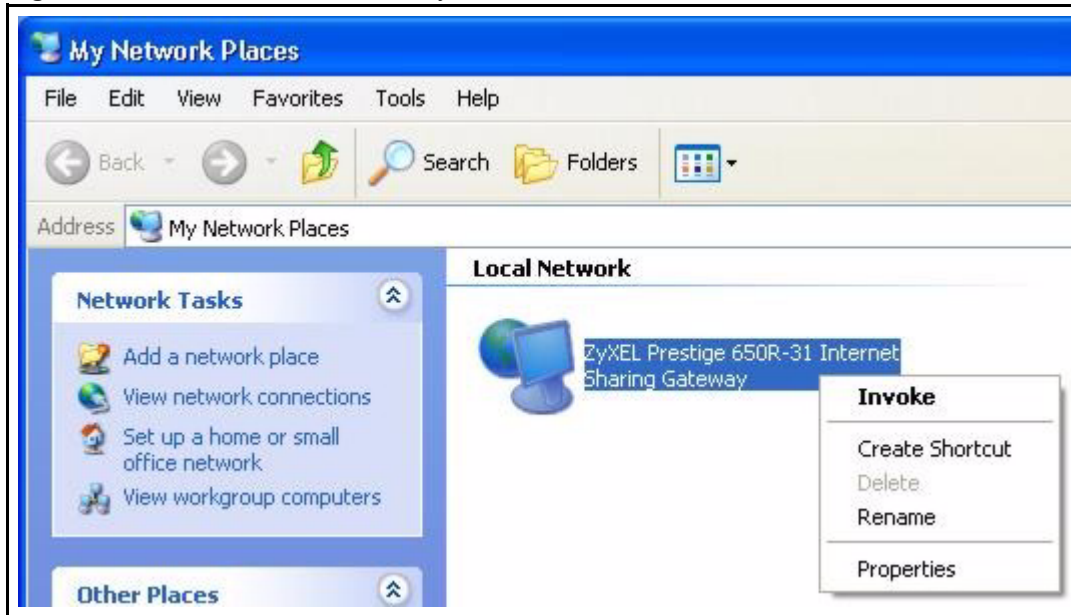 My Network Places
File Edit View Favorites Tools Help
Back Search Folders
Address My Network Places
Network Tasks
Add a network place
View network connections
Set up a home or small
office network
View workgroup computers
Other Places
Local Network
ZyXEL Prestige 650R-31 Internet
Sharing Gateway
Invoke
Create Shortcut
Delete
Rename
Properties